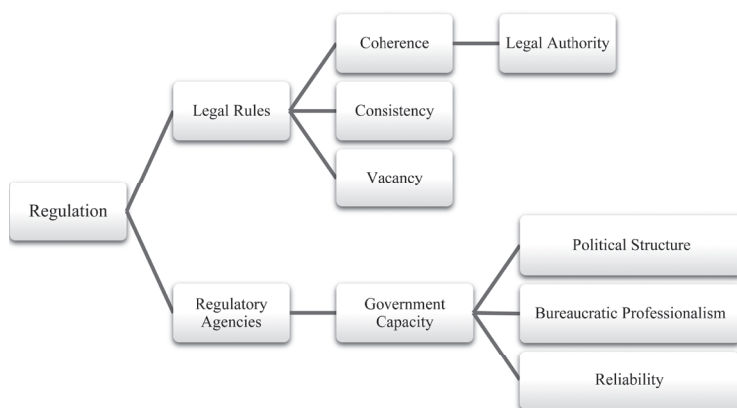 Regulation
Legal Rules
Coherence
Legal Authority
Consistency
Vacancy
Regulatory
Agencies
Government
Capacity
Political Structure
Bureaucratic Professionalism
Reliability